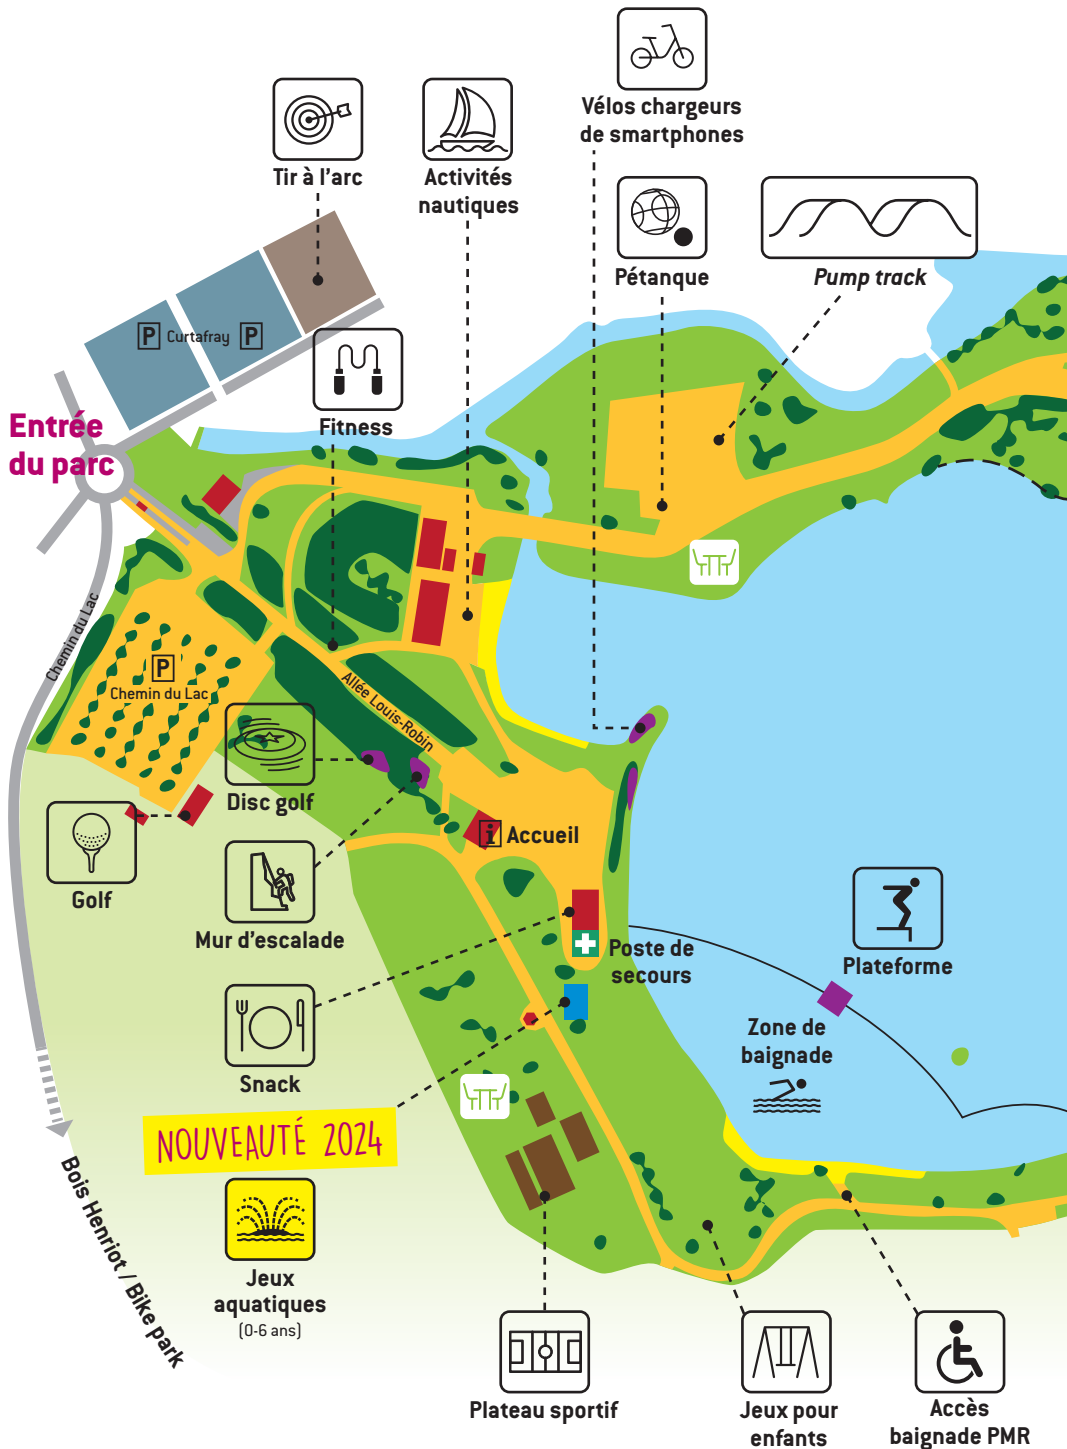 Vélos chargeurs
de smartphones
Tir à l'arc
Activités
nautiques
Pétanque
Pump track
P Curtafray P
Fitness
Entrée
du parc
Chemin du Lac
P
Chemin du Lac
Allée Louis-Robin
Disc golf
i Accueil
Golf
Mur d'escalade
Poste de
secours
Plateforme
Zone de
baignade
Snack
NOUVEAUTÉ 2024
Bois Henriot / Bike park
Jeux
aquatiques
(0-6 ans)
Plateau sportif
Jeux pour
enfants
Accès
baignade PMR